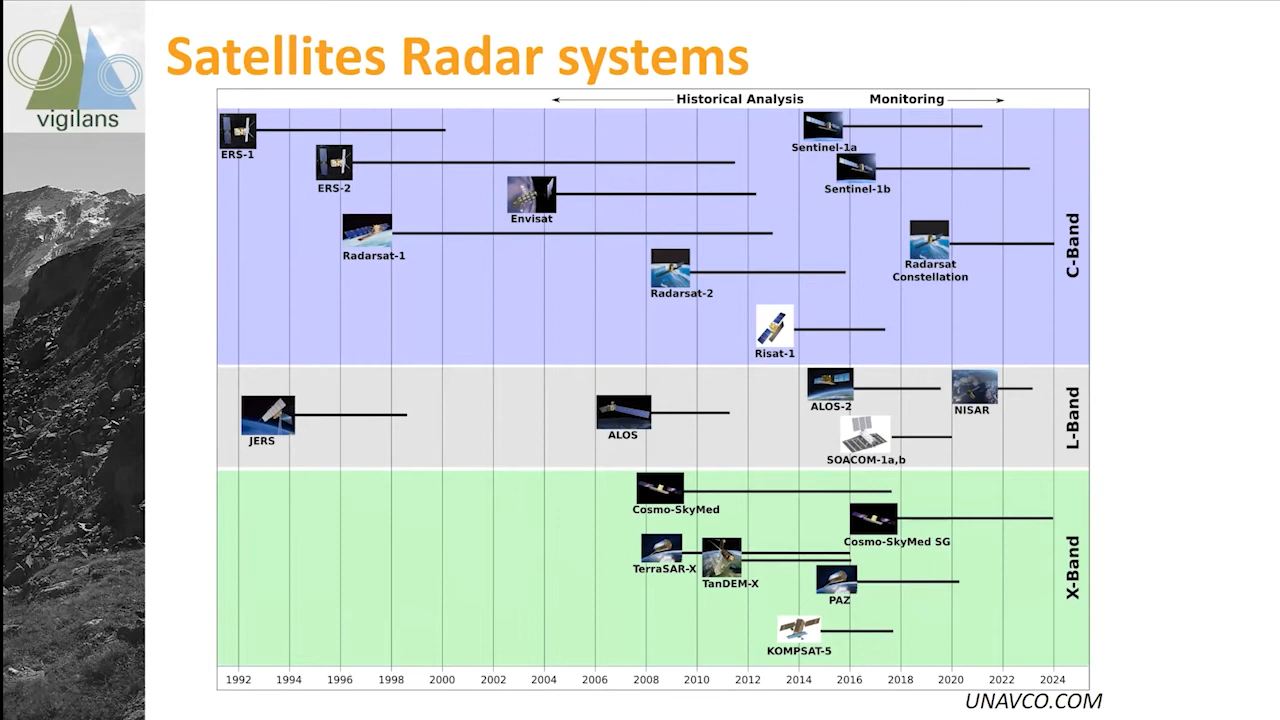 vigilans
Satellites Radar systems
Historical Analysis
Monitoring
ERS-1
ERS-2
Envisat
Radarsat-1
Radarsat-2
Risat-1
Sentinel-1a
Sentinel-1b
Radarsat
Constellation
C-Band
JERS
ALOS
ALOS-2
NISAR
SOACOM-1a,b
L-Band
Cosmo-SkyMed
Cosmo-SkyMed SG
TerraSAR-X
TanDEM-X
PAZ
KOMPSAT-5
X-Band
1992 1994 1996 1998 2000 2002 2004 2006 2008 2010 2012 2014 2016 2018 2020 2022 2024
UNAVCO.COM